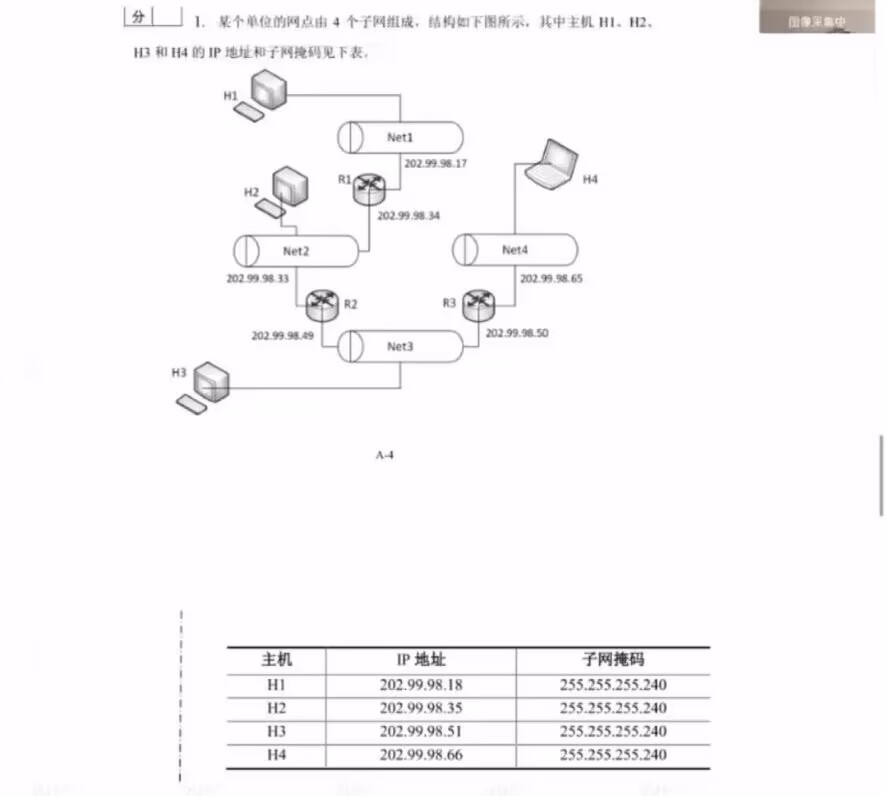 分
图像采集中
1. 某个单位的网点由 4 个子网组成，结构如下图所示，其中主机 H1、H2、
H3 和 H4 的 IP 地址和子网掩码见下表。
H1
Net1
202.99.98.17
R1
H4
H2
202.99.98.34
Net2
Net4
202.99.98.33
202.99.98.65
R2
R3
202.99.98.49
202.99.98.50
Net3
H3
A-4
主机 IP 地址 子网掩码
H1 202.99.98.18 255.255.255.240
H2 202.99.98.35 255.255.255.240
H3 202.99.98.51 255.255.255.240
H4 202.99.98.66 255.255.255.240